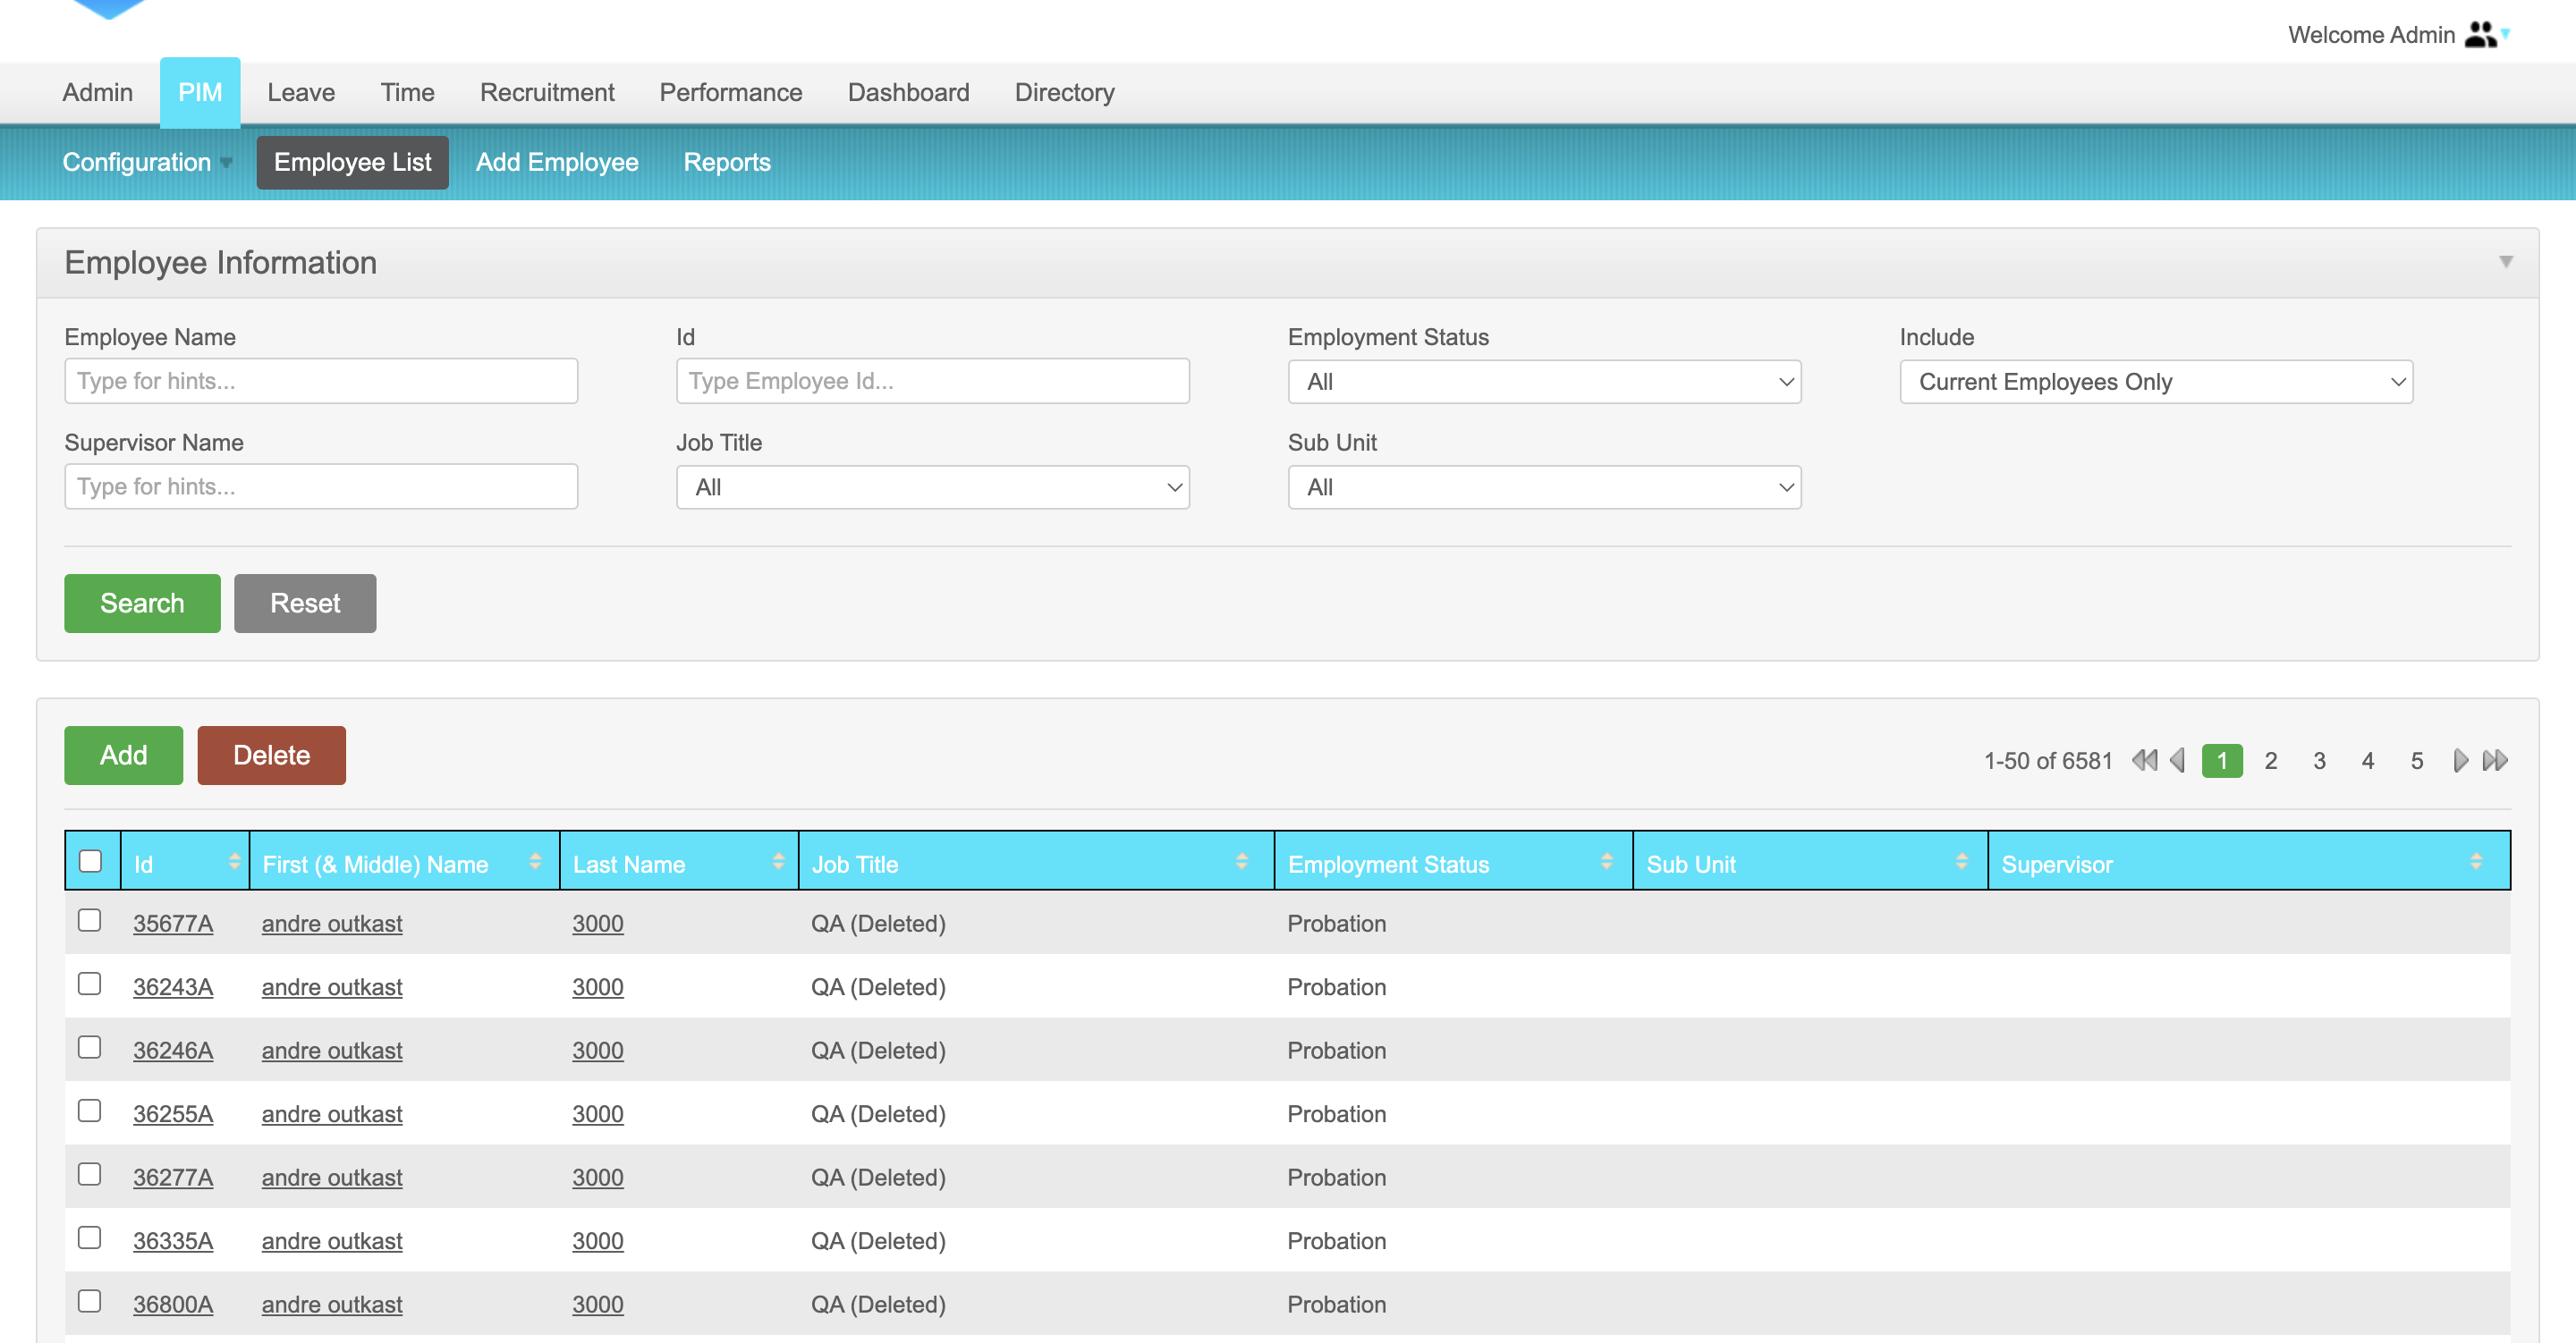 Welcome Admin
Admin PIM Leave Time Recruitment Performance Dashboard Directory
Configuration Employee List Add Employee Reports
Employee Information
Employee Name Id Employment Status Include
Type for hints... Type Employee Id... All Current Employees Only
Supervisor Name Job Title Sub Unit
Type for hints... All All
Search Reset
Add Delete 1-50 of 6581 1 2 3 4 5
Id First (& Middle) Name Last Name Job Title Employment Status Sub Unit Supervisor
35677A andre outkast 3000 QA (Deleted) Probation
36243A andre outkast 3000 QA (Deleted) Probation
36246A andre outkast 3000 QA (Deleted) Probation
36255A andre outkast 3000 QA (Deleted) Probation
36277A andre outkast 3000 QA (Deleted) Probation
36335A andre outkast 3000 QA (Deleted) Probation
36800A andre outkast 3000 QA (Deleted) Probation